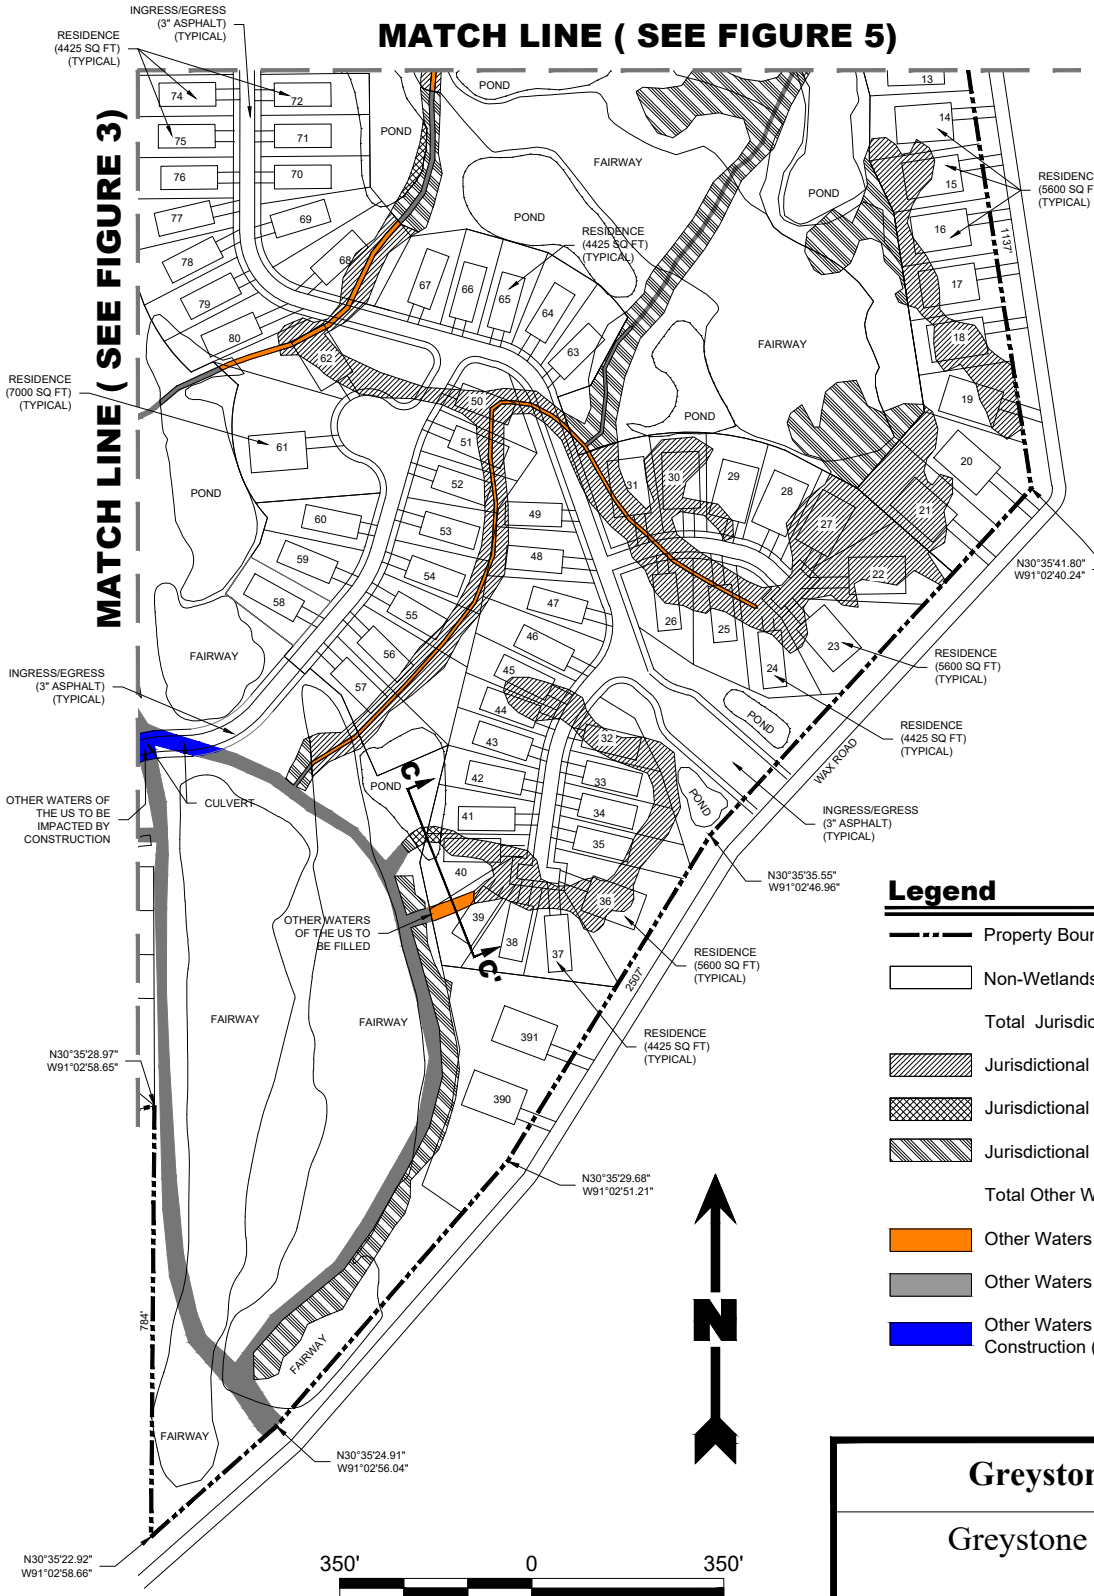 MATCH LINE ( SEE FIGURE 5)
INGRESS/EGRESS
(3" ASPHALT)
(TYPICAL)
RESIDENCE
(4425 SQ FT)
(TYPICAL)
MATCH LINE ( SEE FIGURE 3)
74
72
75
71
76
70
77
69
78
68
79
80
62
POND
POND
POND
FAIRWAY
POND
RESIDENCE
(4425 SQ FT)
(TYPICAL)
67
66
65
64
63
13
14
15
16
17
18
19
20
1137'
RESIDENC
(5600 SQ F
(TYPICAL)
FAIRWAY
POND
RESIDENCE
(7000 SQ FT)
(TYPICAL)
61
50
51
52
53
54
55
56
57
60
59
58
49
48
47
46
45
44
43
42
41
40
39
38
37
36
35
34
33
32
31
30
29
28
27
26
25
24
23
22
21
POND
FAIRWAY
N30°35'41.80"
W91°02'40.24"
RESIDENCE
(5600 SQ FT)
(TYPICAL)
RESIDENCE
(4425 SQ FT)
(TYPICAL)
INGRESS/EGRESS
(3" ASPHALT)
(TYPICAL)
POND
WAX ROAD
POND
INGRESS/EGRESS
(3" ASPHALT)
(TYPICAL)
OTHER WATERS OF
THE US TO BE
IMPACTED BY
CONSTRUCTION
CULVERT
POND
C
C'
N30°35'35.55"
W91°02'46.96"
OTHER WATERS
OF THE US TO
BE FILLED
RESIDENCE
(5600 SQ FT)
(TYPICAL)
2507'
RESIDENCE
(4425 SQ FT)
(TYPICAL)
FAIRWAY
FAIRWAY
391
390
N30°35'28.97"
W91°02'58.65"
N30°35'29.68"
W91°02'51.21"
784'
FAIRWAY
FAIRWAY
N30°35'24.91"
W91°02'56.04"
N30°35'22.92"
W91°02'58.66"
N
350'
0
350'
Legend
Property Boun
Non-Wetlands
Total Jurisdic
Jurisdictional
Jurisdictional
Jurisdictional
Total Other W
Other Waters
Other Waters
Other Waters
Construction (
Greyston
Greystone